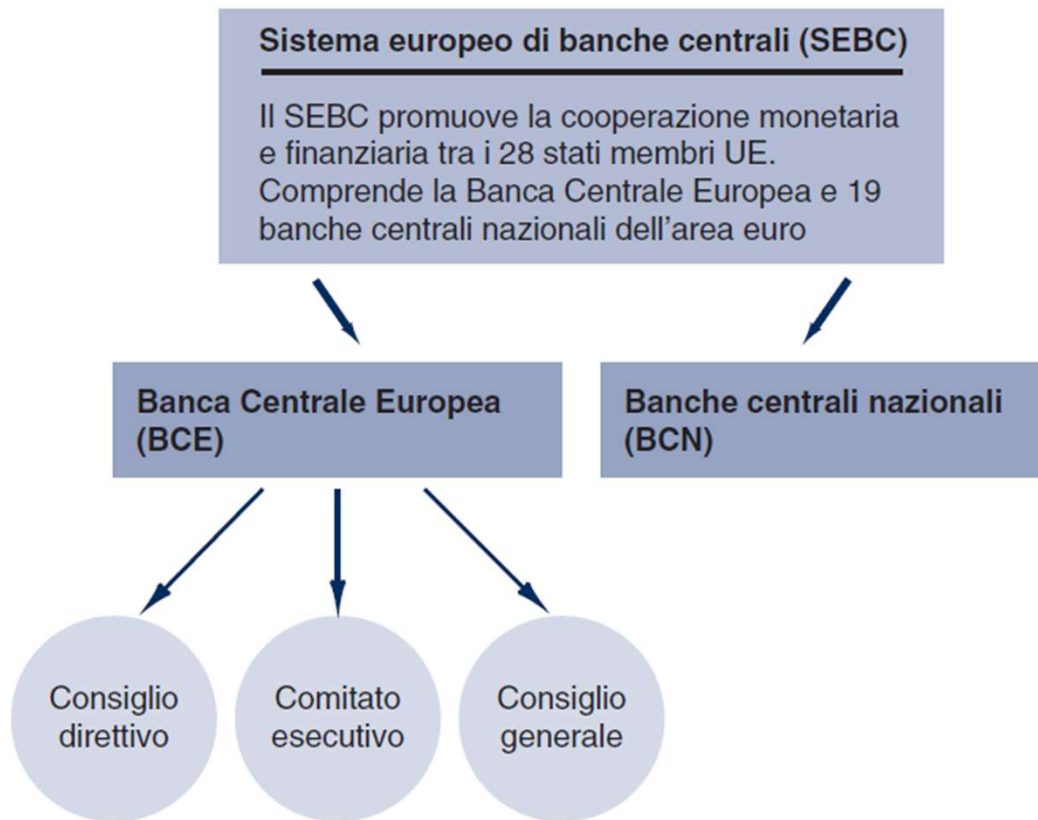 Sistema europeo di banche centrali (SEBC)
Il SEBC promuove la cooperazione monetaria
e finanziaria tra i 28 stati membri UE.
Comprende la Banca Centrale Europea e 19
banche centrali nazionali dell’area euro
Banca Centrale Europea
(BCE)
Banche centrali nazionali
(BCN)
Consiglio
direttivo
Comitato
esecutivo
Consiglio
generale